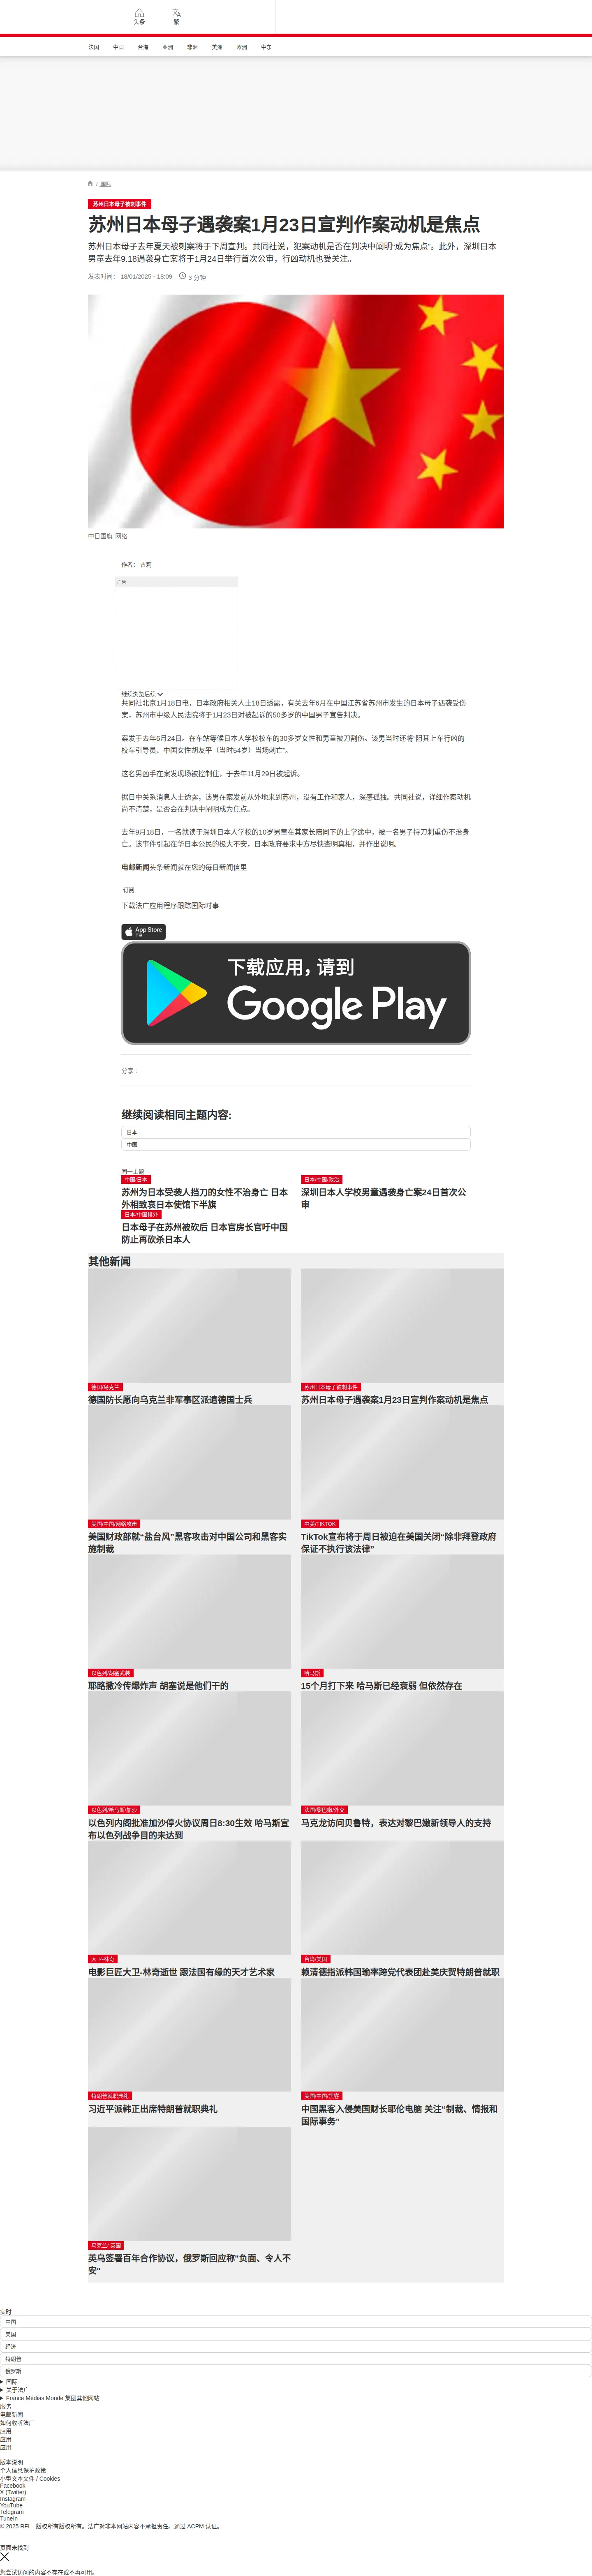 头条
繁
法国 中国 台海 亚洲 非洲 美洲 欧洲 中东
/ 国际
苏州日本母子被刺事件
苏州日本母子遇袭案1月23日宣判作案动机是焦点
苏州日本母子去年夏天被刺案将于下周宣判。共同社说，犯案动机是否在判决中阐明“成为焦点”。此外，深圳日本
男童去年9.18遇袭身亡案将于1月24日举行首次公审，行凶动机也受关注。
发表时间： 18/01/2025 - 18:09 3 分钟
中日国旗 网络
作者： 古莉
广告
继续浏览后续
共同社北京1月18日电，日本政府相关人士18日透露，有关去年6月在中国江苏省苏州市发生的日本母子遇袭受伤
案，苏州市中级人民法院将于1月23日对被起诉的50多岁的中国男子宣告判决。
案发于去年6月24日。在车站等候日本人学校校车的30多岁女性和男童被刀割伤。该男当时还将“阻其上车行凶的
校车引导员、中国女性胡友平（当时54岁）当场刺亡”。
这名男凶手在案发现场被控制住，于去年11月29日被起诉。
据日中关系消息人士透露，该男在案发前从外地来到苏州，没有工作和家人，深感孤独。共同社说，详细作案动机
尚不清楚，是否会在判决中阐明成为焦点。
去年9月18日，一名就读于深圳日本人学校的10岁男童在其家长陪同下的上学途中，被一名男子持刀刺重伤不治身
亡。该事件引起在华日本公民的极大不安，日本政府要求中方尽快查明真相，并作出说明。
电邮新闻头条新闻就在您的每日新闻信里
订阅
下载法广应用程序跟踪国际时事
App Store
下载
下载应用，请到
Google Play
分享 :
继续阅读相同主题内容:
日本
中国
同一主题
中国/日本
苏州为日本受袭人挡刀的女性不治身亡 日本
外相致哀日本使馆下半旗
日本/中国/政治
深圳日本人学校男童遇袭身亡案24日首次公
审
日本/中国排外
日本母子在苏州被砍后 日本官房长官吁中国
防止再砍杀日本人
其他新闻
德国/乌克兰
德国防长愿向乌克兰非军事区派遣德国士兵
苏州日本母子被刺事件
苏州日本母子遇袭案1月23日宣判作案动机是焦点
美国/中国/网络攻击
美国财政部就“盐台风”黑客攻击对中国公司和黑客实
施制裁
中美/TIKTOK
TikTok宣布将于周日被迫在美国关闭“除非拜登政府
保证不执行该法律”
以色列/胡塞武装
耶路撒冷传爆炸声 胡塞说是他们干的
哈马斯
15个月打下来 哈马斯已经衰弱 但依然存在
以色列/哈马斯/加沙
以色列内阁批准加沙停火协议周日8:30生效 哈马斯宣
布以色列战争目的未达到
法国/黎巴嫩/外交
马克龙访问贝鲁特，表达对黎巴嫩新领导人的支持
大卫-林奇
电影巨匠大卫-林奇逝世 跟法国有缘的天才艺术家
台湾/美国
赖清德指派韩国瑜率跨党代表团赴美庆贺特朗普就职
特朗普就职典礼
习近平派韩正出席特朗普就职典礼
美国/中国/黑客
中国黑客入侵美国财长耶伦电脑 关注“制裁、情报和
国际事务”
乌克兰/ 英国
英乌签署百年合作协议，俄罗斯回应称“负面、令人不
安”
实时
中国
美国
经济
特朗普
俄罗斯
国际
关于法广
France Médias Monde 集团其他网站
服务
电邮新闻
如何收听法广
应用
应用
应用
版本说明
个人信息保护政策
小型文本文件 / Cookies
Facebook
X (Twitter)
Instagram
YouTube
Telegram
TuneIn
© 2025 RFI – 版权所有版权所有。法广对非本网站内容不承担责任。通过 ACPM 认证。
页面未找到
您尝试访问的内容不存在或不再可用。